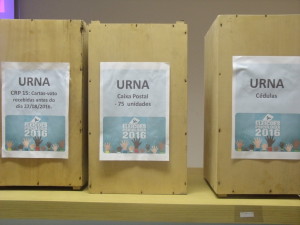 URNA
CRP 15: Cartas-voto
recebidas antes do
dia 22/08/2016.
ELEIÇÕES
2016
URNA
Caixa Postal
- 75 unidades
ELEIÇÕES
2016
URNA
Cédulas
ELEIÇÕES
2016